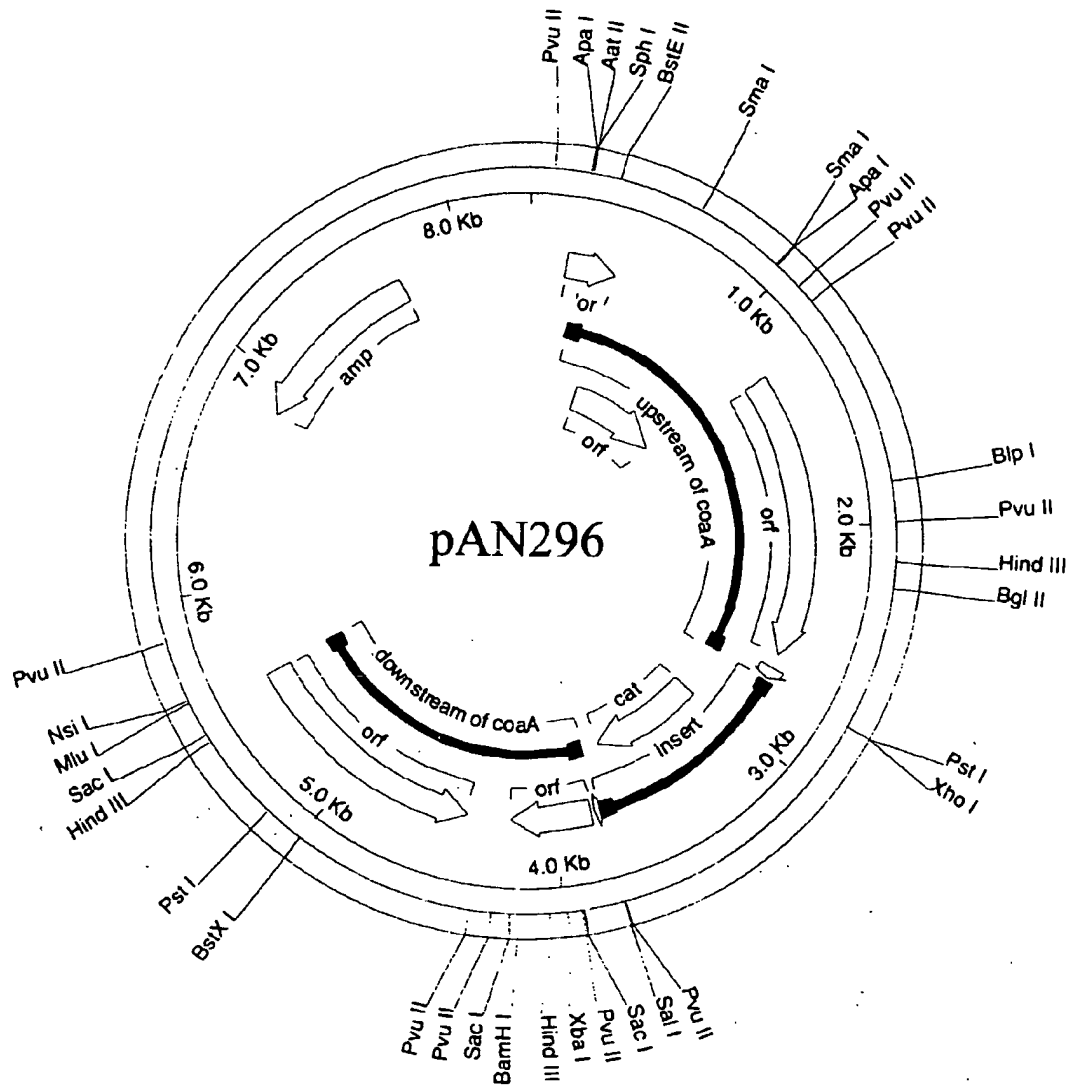 Pvu II
Apa I
Aat II
Sph I
BstE II
Sma I
Sma I
Apa I
Pvu II
Pvu II
Blp I
Pvu II
Hind III
Bgl II
Pst I
Xho I
Pvu II
Sal I
Sac I
Pvu II
Xba I
Hind III
BamH I
Sac I
Pvu II
Pvu II
BstX I
Pst I
Hind III
Sac I
Mlu I
Nsi I
Pvu II
8.0 Kb
1.0 Kb
2.0 Kb
3.0 Kb
4.0 Kb
5.0 Kb
6.0 Kb
7.0 Kb
'or'
upstream of coaA
orf
orf
amp
pAN296
cat
insert
orf
downstream of coaA
orf